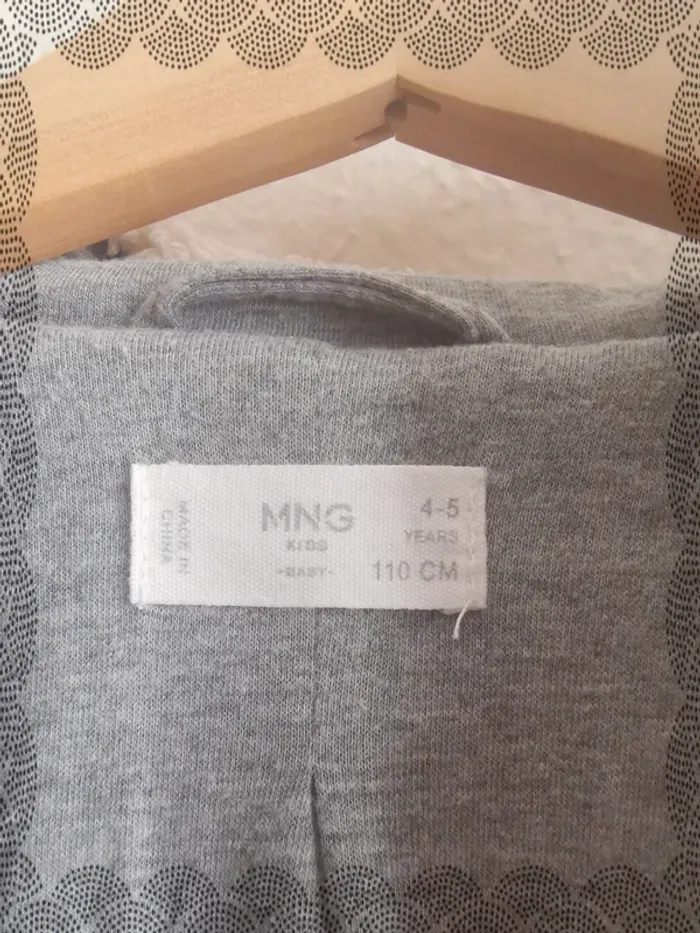 MADE IN
CHINA
MNG
KIDS
-BABY-
4-5
YEARS
110 CM